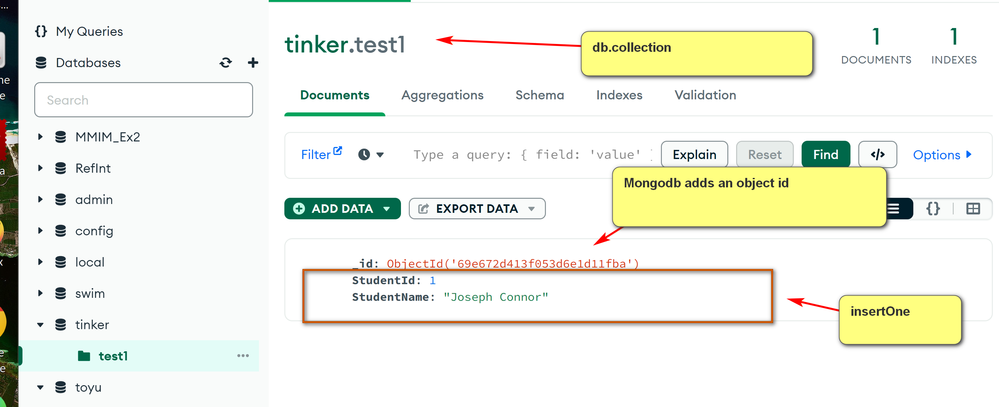 My Queries
Databases
Search
MMIM_Ex2
RefInt
admin
config
local
swim
tinker
test1
toyu
tinker.test1
db.collection
1
DOCUMENTS
1
INDEXES
Documents Aggregations Schema Indexes Validation
Filter Type a query: { field: 'value' Explain Reset Find </> Options
Mongodb adds an object id
ADD DATA EXPORT DATA {}
_id: ObjectId('69e672d413f053d6e1d11fba')
StudentId: 1
StudentName: "Joseph Connor"
insertOne